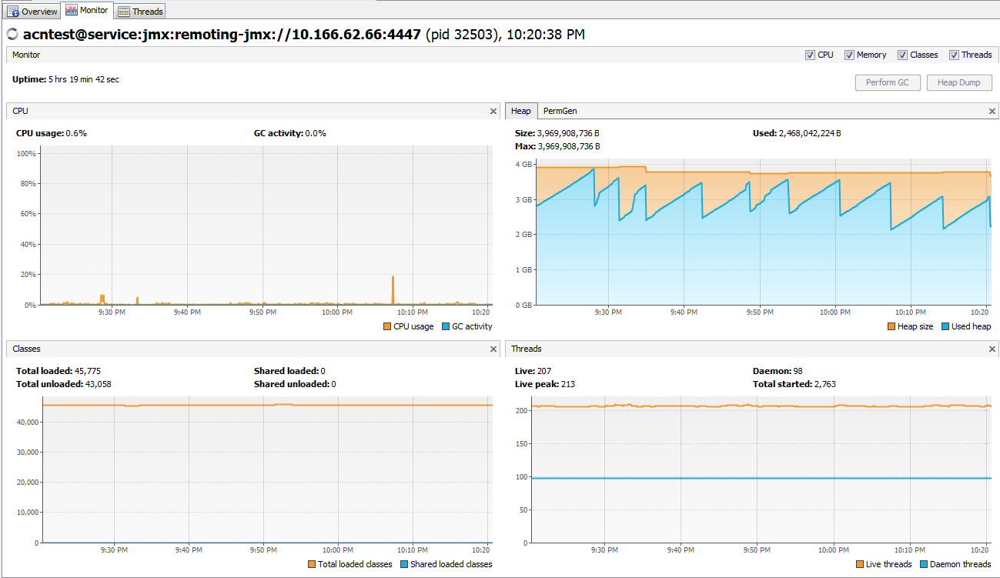 Overview Monitor Threads
acntest@service:jmx:remoting-jmx://10.166.62.66:4447 (pid 32503), 10:20:38 PM
Monitor CPU Memory Classes Threads
Uptime: 5 hrs 19 min 42 sec
Perform GC Heap Dump
CPU
CPU usage: 0.6% GC activity: 0.0%
100%
80%
60%
40%
20%
0%
9:30 PM 9:40 PM 9:50 PM 10:00 PM 10:10 PM 10:20
CPU usage GC activity
Heap PermGen
Size: 3,969,908,736 B Used: 2,468,042,224 B
Max: 3,969,908,736 B
4 GB
3 GB
2 GB
1 GB
0 GB
9:30 PM 9:40 PM 9:50 PM 10:00 PM 10:10 PM 10:20
Heap size Used heap
Classes
Total loaded: 45,775 Shared loaded: 0
Total unloaded: 43,058 Shared unloaded: 0
40,000
30,000
20,000
10,000
0
9:30 PM 9:40 PM 9:50 PM 10:00 PM 10:10 PM 10:20
Total loaded classes Shared loaded classes
Threads
Live: 207 Daemon: 98
Live peak: 213 Total started: 2,763
200
150
100
50
0
9:30 PM 9:40 PM 9:50 PM 10:00 PM 10:10 PM 10:20
Live threads Daemon threads